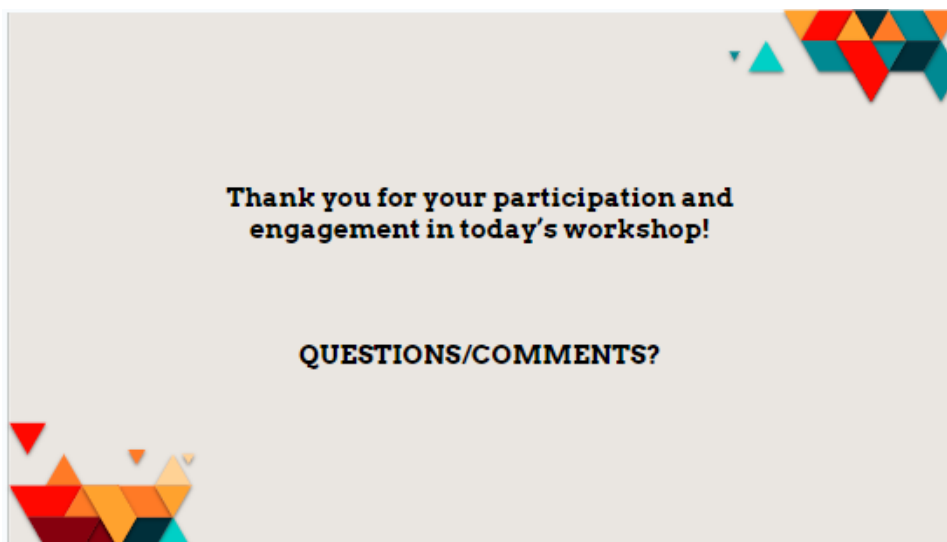 Thank you for your participation and
engagement in today’s workshop!
QUESTIONS/COMMENTS?